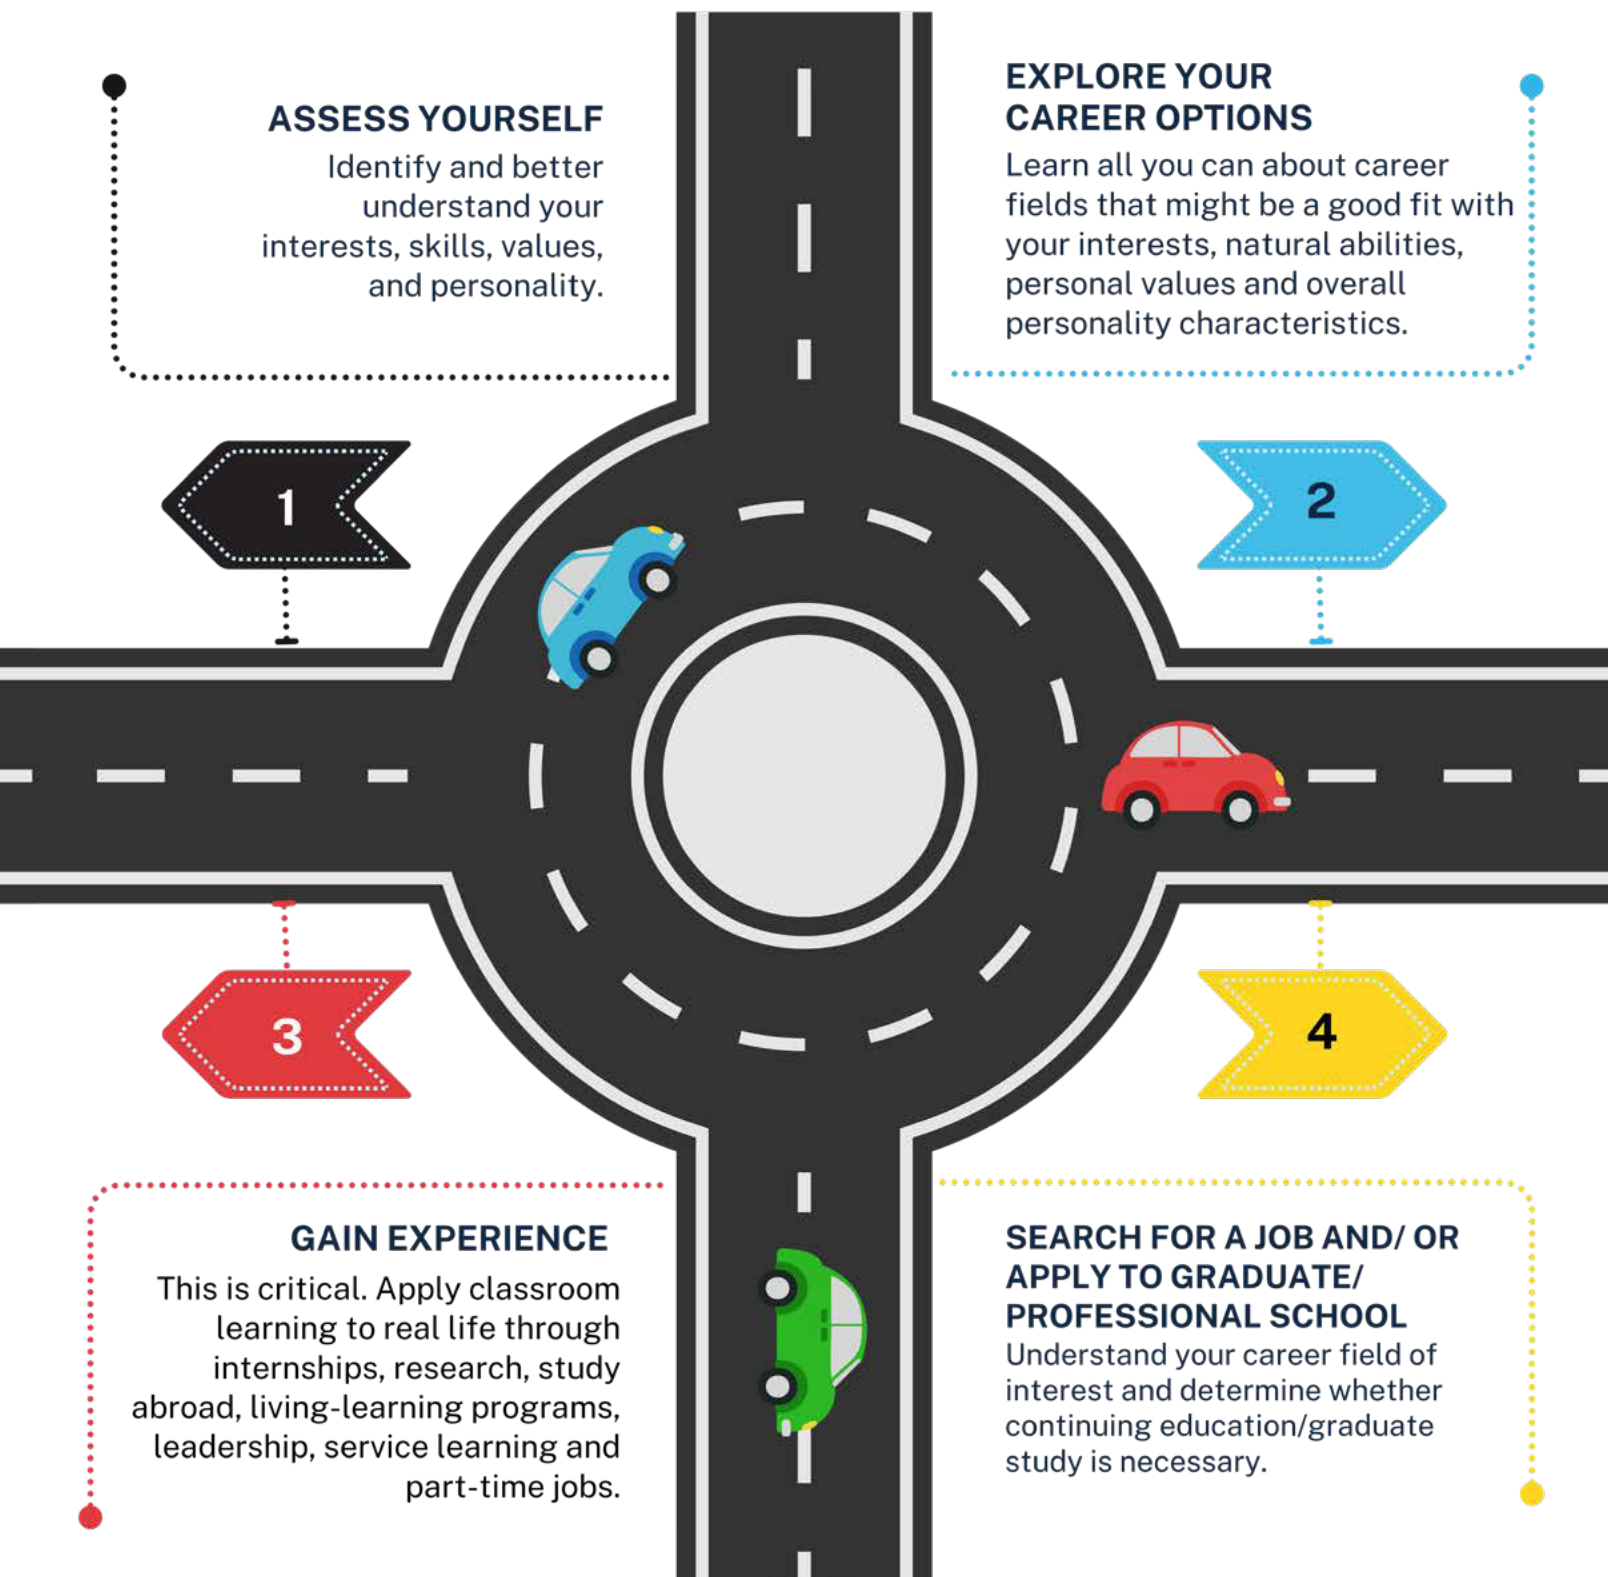 ASSESS YOURSELF
Identify and better
understand your
interests, skills, values,
and personality.
1
EXPLORE YOUR
CAREER OPTIONS
Learn all you can about career
fields that might be a good fit with
your interests, natural abilities,
personal values and overall
personality characteristics.
2
3
GAIN EXPERIENCE
This is critical. Apply classroom
learning to real life through
internships, research, study
abroad, living-learning programs,
leadership, service learning and
part-time jobs.
4
SEARCH FOR A JOB AND/ OR
APPLY TO GRADUATE/
PROFESSIONAL SCHOOL
Understand your career field of
interest and determine whether
continuing education/graduate
study is necessary.